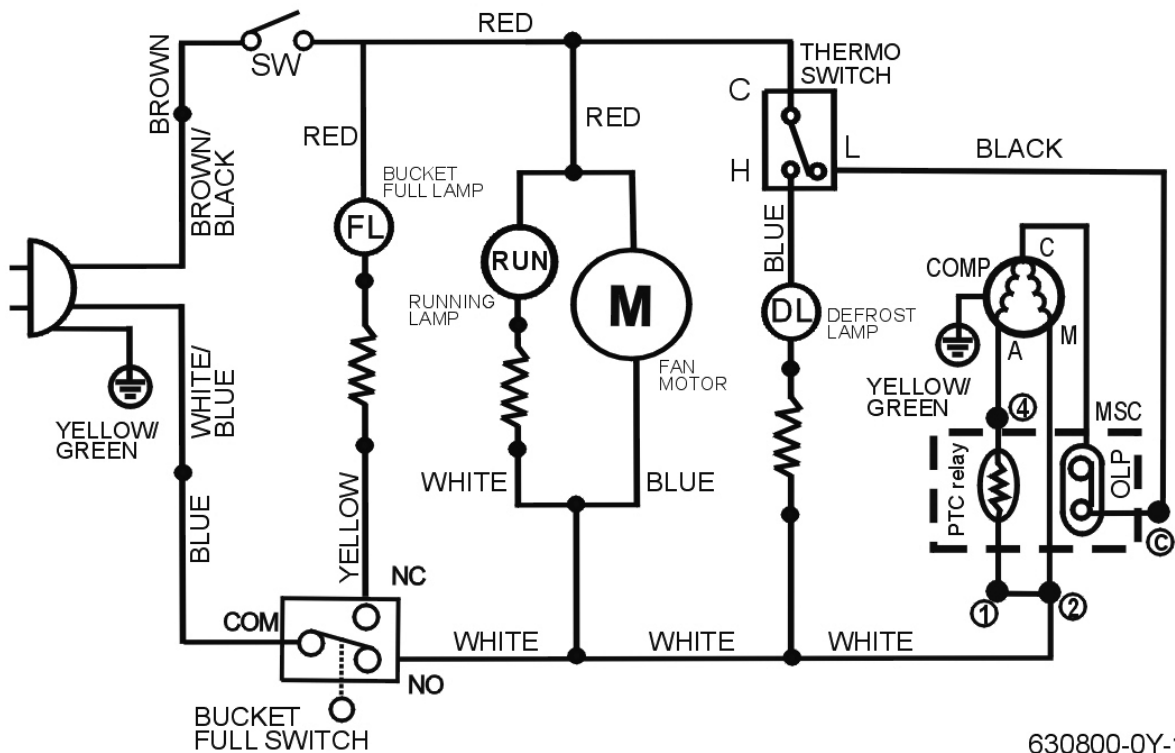 RED
SW
BROWN
BROWN/
BLACK
THERMO
SWITCH
C
H
L
BLACK
RED
RED
BUCKET
FULL LAMP
FL
RUN
RUNNING
LAMP
M
FAN
MOTOR
BLUE
DL
DEFROST
LAMP
COMP
C
A
M
YELLOW/
GREEN
YELLOW/
GREEN
WHITE/
BLUE
BLUE
YELLOW
WHITE
BLUE
4
MSC
PTC relay
OLP
C
1
2
NC
COM
NO
WHITE
WHITE
WHITE
BUCKET
FULL SWITCH
630800-0Y-